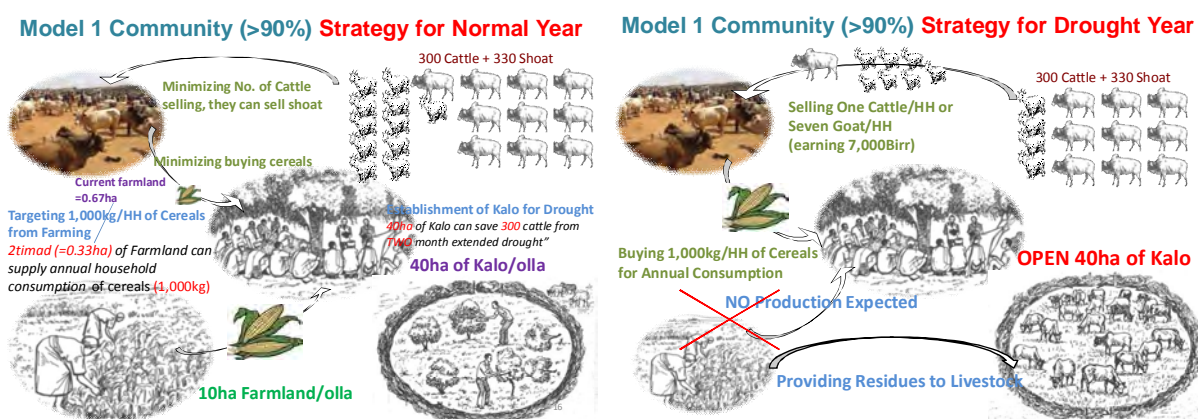 Model 1 Community (>90%) Strategy for Normal Year
300 Cattle + 330 Shoat
Minimizing No. of Cattle
selling, they can sell shoat
Minimizing buying cereals
Current farmland
=0.67ha
Targeting 1,000kg/HH of Cereals
from Farming
2timad (=0.33ha) of Farmland can
supply annual household
consumption of cereals (1,000kg)
Establishment of Kalo for Drought
40ha of Kalo can save 300 cattle from
TWO month extended drought”
40ha of Kalo/olla
10ha Farmland/olla
16
Model 1 Community (>90%) Strategy for Drought Year
300 Cattle + 330 Shoat
Selling One Cattle/HH or
Seven Goat/HH
(earning 7,000Birr)
Buying 1,000kg/HH of Cereals
for Annual Consumption
OPEN 40ha of Kalo
NO Production Expected
Providing Residues to Livestock